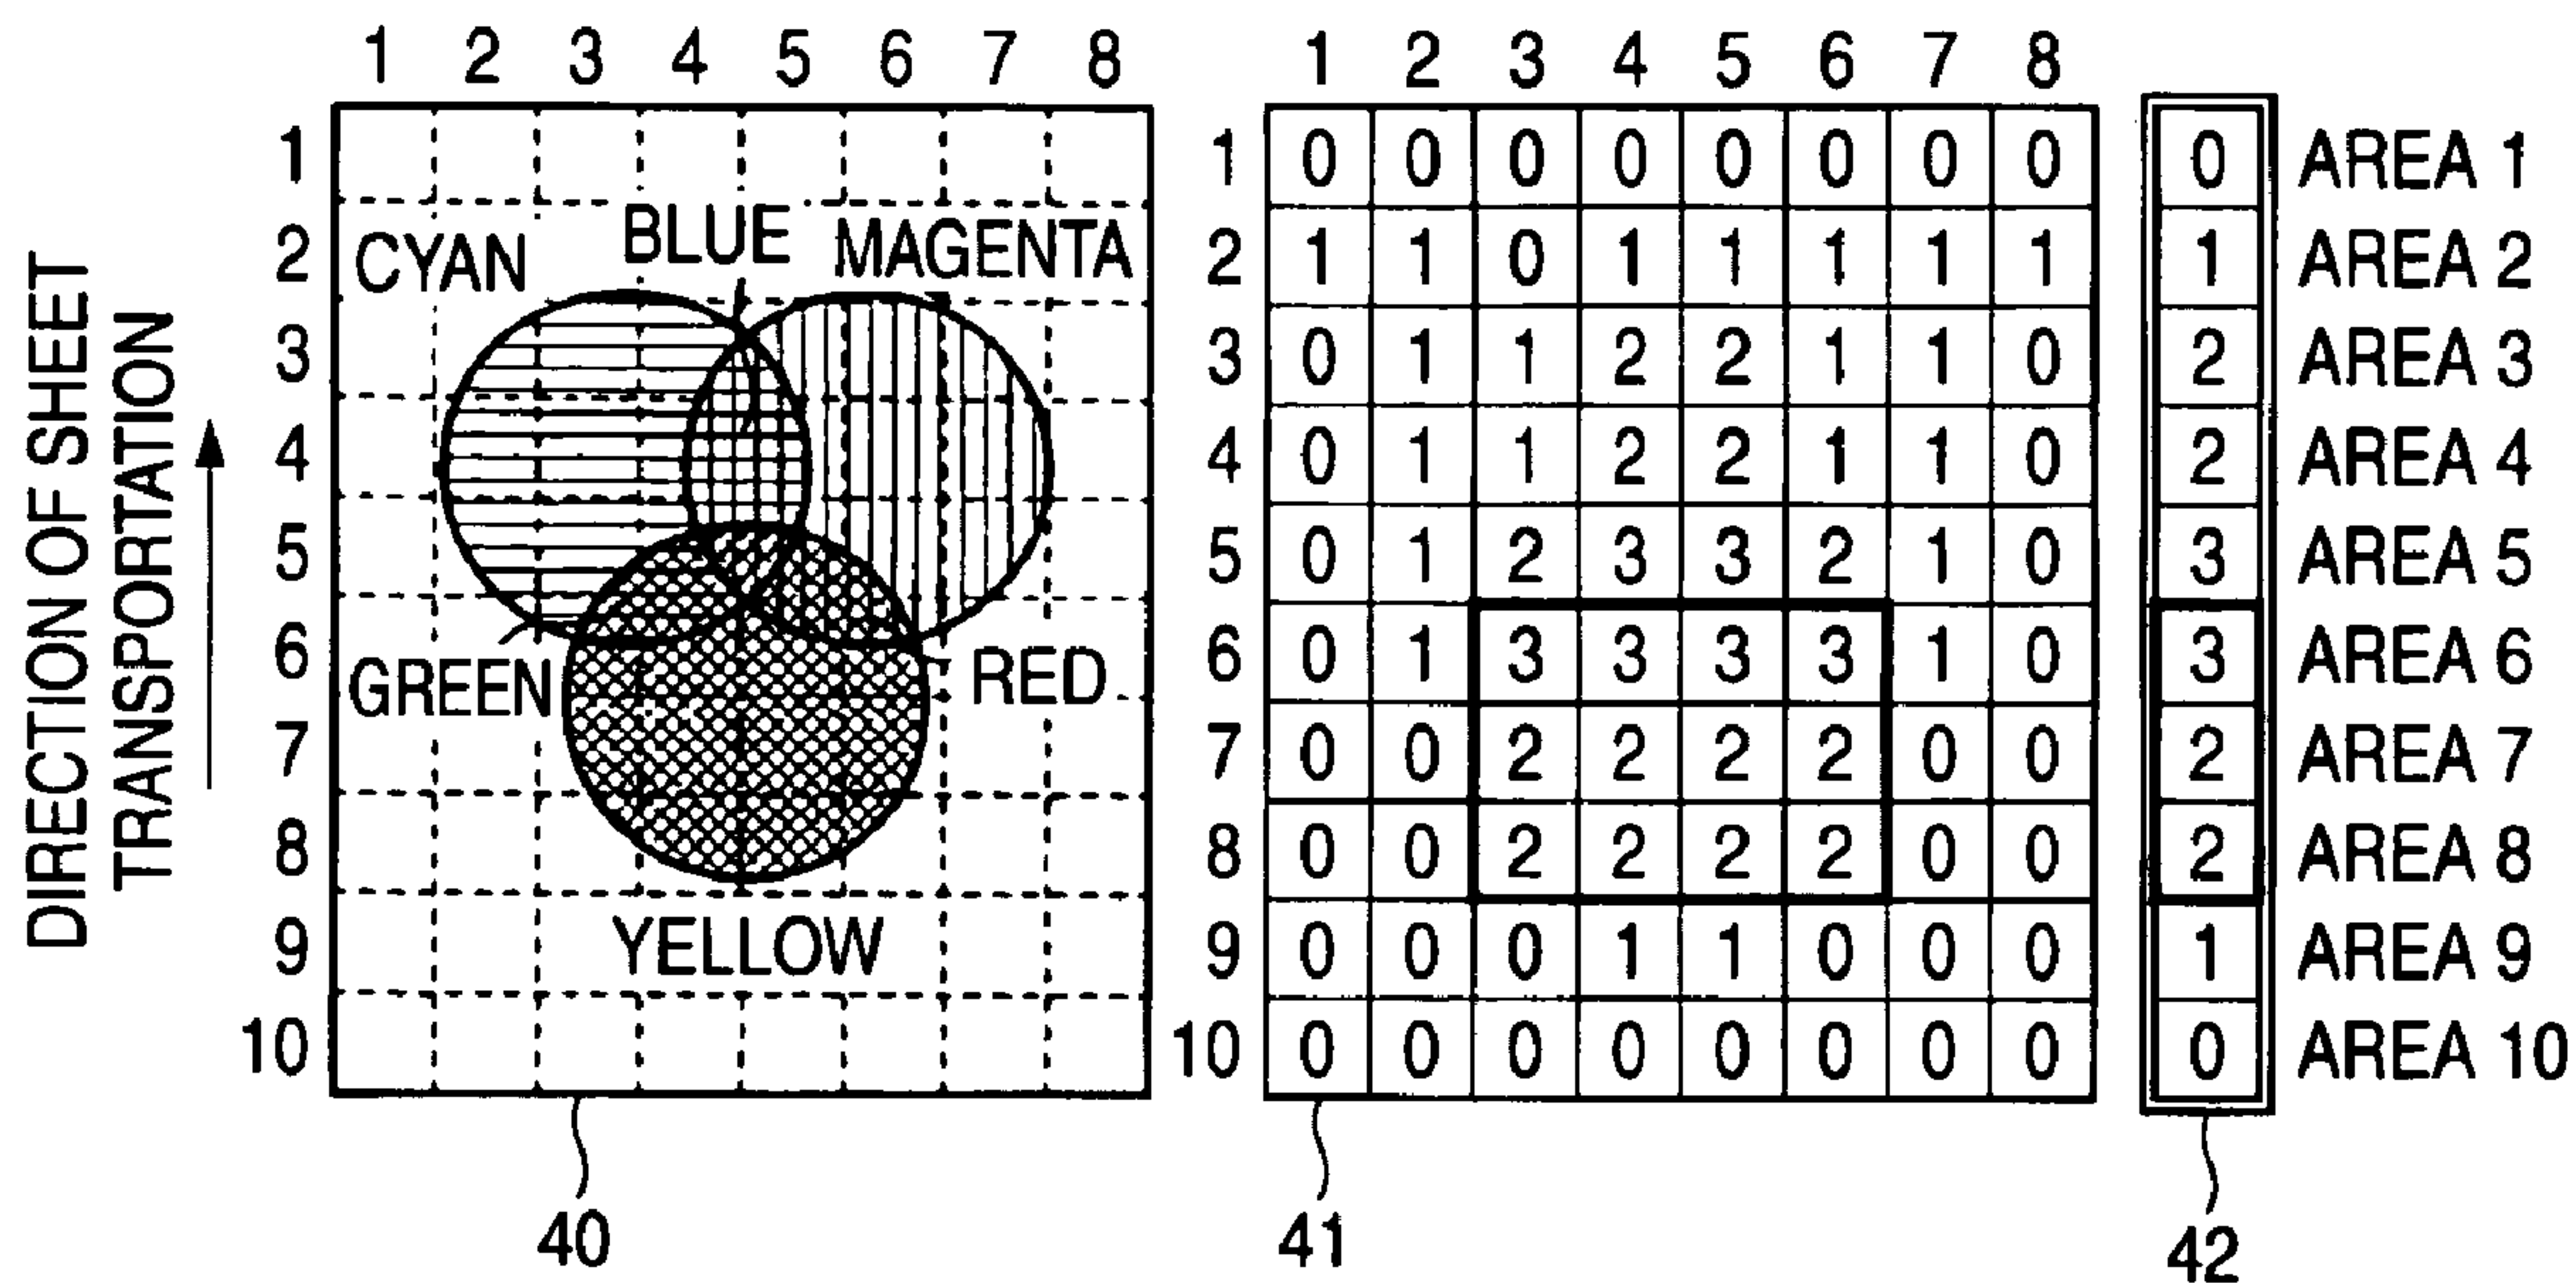 1 2 3 4 5 6 7 8
1 2 3 4 5 6 7 8
DIRECTION OF SHEET
TRANSPORTATION
1
2
3
4
5
6
7
8
9
10
CYAN
BLUE
MAGENTA
GREEN
RED
YELLOW
40
1 0 0 0 0 0 0 0 0 0 AREA 1
2 1 1 0 1 1 1 1 1 1 AREA 2
3 0 1 1 2 2 1 1 0 2 AREA 3
4 0 1 1 2 2 1 1 0 2 AREA 4
5 0 1 2 3 3 2 1 0 3 AREA 5
6 0 1 3 3 3 3 1 0 3 AREA 6
7 0 0 2 2 2 2 0 0 2 AREA 7
8 0 0 2 2 2 2 0 0 2 AREA 8
9 0 0 0 1 1 0 0 0 1 AREA 9
10 0 0 0 0 0 0 0 0 0 AREA 10
41
42